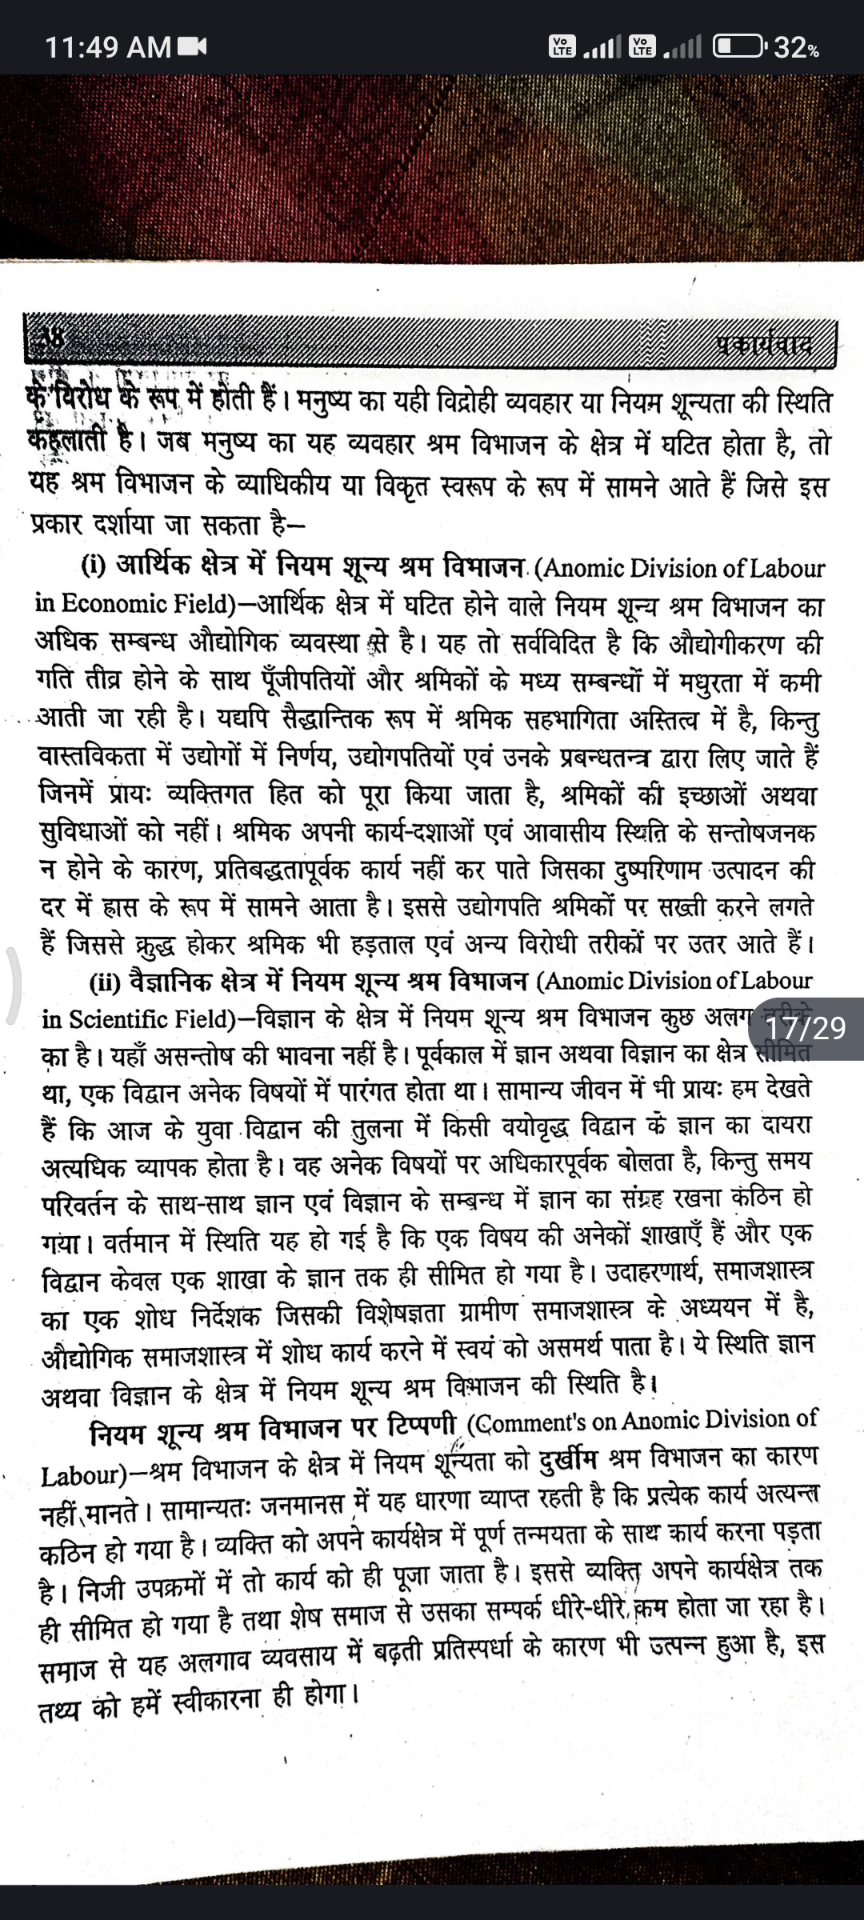 11:49 AM
Vo LTE Vo LTE 32%
38 प्रकार्यवाद
के विरोध के रूप में होती हैं। मनुष्य का यही विद्रोही व्यवहार या नियम शून्यता की स्थिति
कहलाती है। जब मनुष्य का यह व्यवहार श्रम विभाजन के क्षेत्र में घटित होता है, तो
यह श्रम विभाजन के व्याधिकीय या विकृत स्वरूप के रूप में सामने आते हैं जिसे इस
प्रकार दर्शाया जा सकता है–
(i) आर्थिक क्षेत्र में नियम शून्य श्रम विभाजन (Anomic Division of Labour
in Economic Field)–आर्थिक क्षेत्र में घटित होने वाले नियम शून्य श्रम विभाजन का
अधिक सम्बन्ध औद्योगिक व्यवस्था से है। यह तो सर्वविदित है कि औद्योगीकरण की
गति तीव्र होने के साथ पूँजीपतियों और श्रमिकों के मध्य सम्बन्धों में मधुरता में कमी
आती जा रही है। यद्यपि सैद्धान्तिक रूप में श्रमिक सहभागिता अस्तित्व में है, किन्तु
वास्तविकता में उद्योगों में निर्णय, उद्योगपतियों एवं उनके प्रबन्धतन्त्र द्वारा लिए जाते हैं
जिनमें प्रायः व्यक्तिगत हित को पूरा किया जाता है, श्रमिकों की इच्छाओं अथवा
सुविधाओं को नहीं। श्रमिक अपनी कार्य-दशाओं एवं आवासीय स्थिति के सन्तोषजनक
न होने के कारण, प्रतिबद्धतापूर्वक कार्य नहीं कर पाते जिसका दुष्परिणाम उत्पादन की
दर में ह्रास के रूप में सामने आता है। इससे उद्योगपति श्रमिकों पर सख्ती करने लगते
हैं जिससे क्रुद्ध होकर श्रमिक भी हड़ताल एवं अन्य विरोधी तरीकों पर उतर आते हैं।
(ii) वैज्ञानिक क्षेत्र में नियम शून्य श्रम विभाजन (Anomic Division of Labour
in Scientific Field)–विज्ञान के क्षेत्र में नियम शून्य श्रम विभाजन कुछ अलग तरीके
17/29
का है। यहाँ असन्तोष की भावना नहीं है। पूर्वकाल में ज्ञान अथवा विज्ञान का क्षेत्र सीमित
था, एक विद्वान अनेक विषयों में पारंगत होता था। सामान्य जीवन में भी प्रायः हम देखते
हैं कि आज के युवा विद्वान की तुलना में किसी वयोवृद्ध विद्वान के ज्ञान का दायरा
अत्यधिक व्यापक होता है। वह अनेक विषयों पर अधिकारपूर्वक बोलता है, किन्तु समय
परिवर्तन के साथ-साथ ज्ञान एवं विज्ञान के सम्बन्ध में ज्ञान का संग्रह रखना कठिन हो
गया। वर्तमान में स्थिति यह हो गई है कि एक विषय की अनेकों शाखाएँ हैं और एक
विद्वान केवल एक शाखा के ज्ञान तक ही सीमित हो गया है। उदाहरणार्थ, समाजशास्त्र
का एक शोध निर्देशक जिसकी विशेषज्ञता ग्रामीण समाजशास्त्र के अध्ययन में है,
औद्योगिक समाजशास्त्र में शोध कार्य करने में स्वयं को असमर्थ पाता है। ये स्थिति ज्ञान
अथवा विज्ञान के क्षेत्र में नियम शून्य श्रम विभाजन की स्थिति है।
नियम शून्य श्रम विभाजन पर टिप्पणी (Comment's on Anomic Division of
Labour)–श्रम विभाजन के क्षेत्र में नियम शून्यता को दुर्खीम श्रम विभाजन का कारण
नहीं मानते। सामान्यतः जनमानस में यह धारणा व्याप्त रहती है कि प्रत्येक कार्य अत्यन्त
कठिन हो गया है। व्यक्ति को अपने कार्यक्षेत्र में पूर्ण तन्मयता के साथ कार्य करना पड़ता
है। निजी उपक्रमों में तो कार्य को ही पूजा जाता है। इससे व्यक्ति अपने कार्यक्षेत्र तक
ही सीमित हो गया है तथा शेष समाज से उसका सम्पर्क धीरे-धीरे कम होता जा रहा है।
समाज से यह अलगाव व्यवसाय में बढ़ती प्रतिस्पर्धा के कारण भी उत्पन्न हुआ है, इस
तथ्य को हमें स्वीकारना ही होगा।